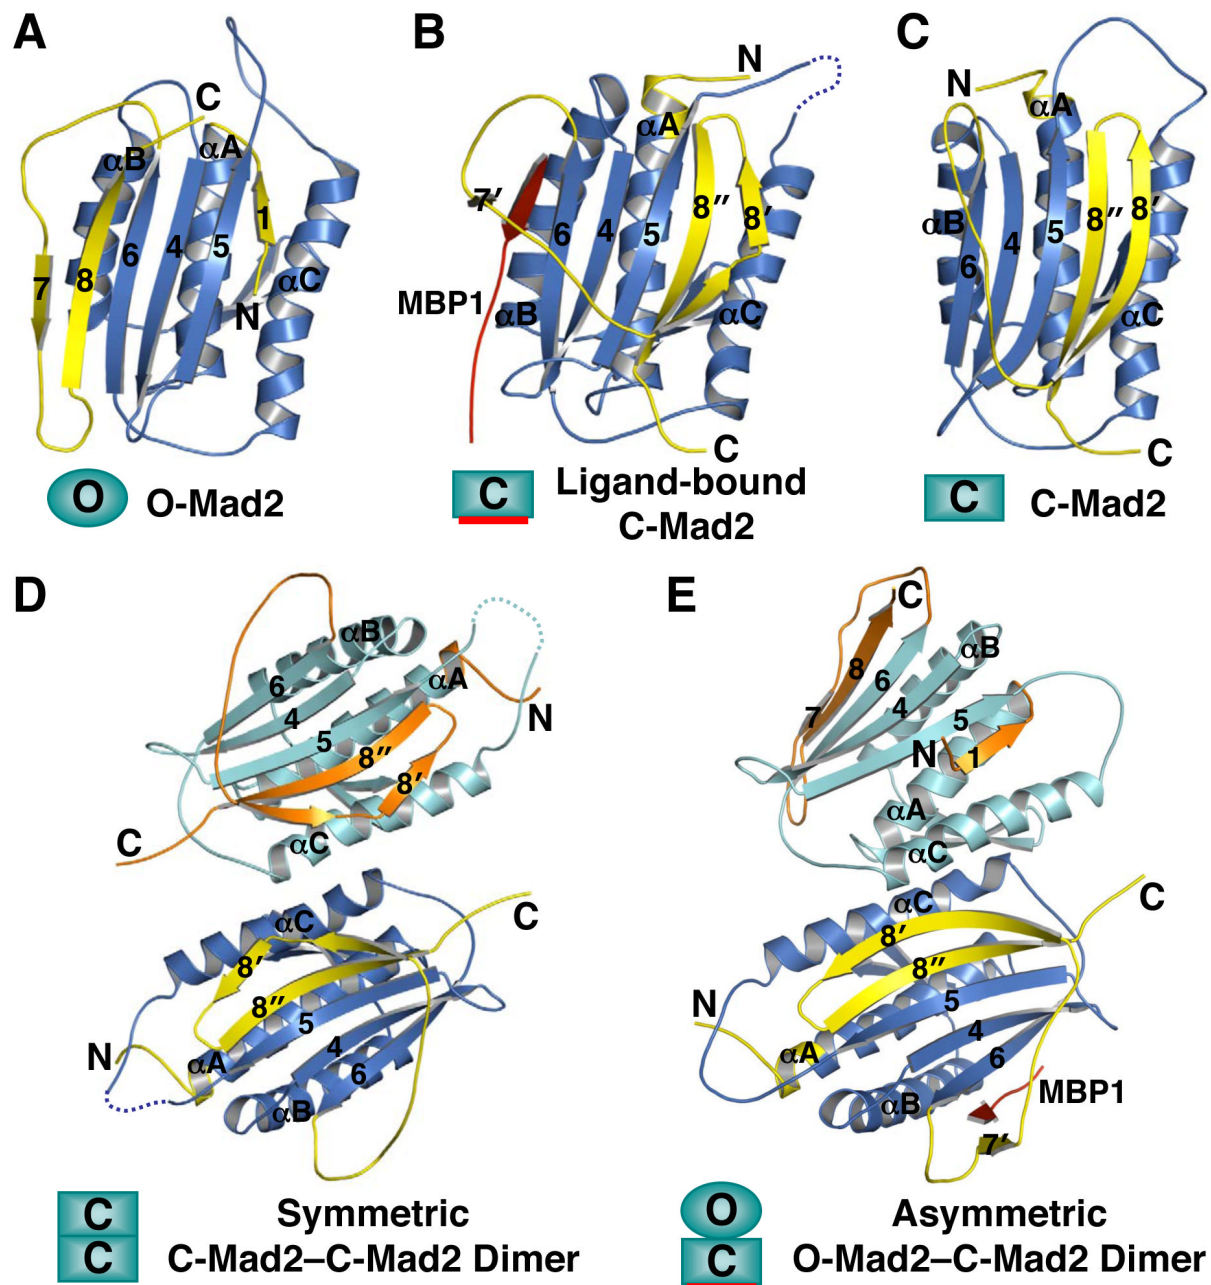 A
C
αB
αA
1
7
8
6
4
5
αC
N
O
O-Mad2
B
N
αA
7′
8″
8′
6
4
5
MBP1
αB
αC
C
C
Ligand-bound
C-Mad2
C
N
αA
αB
8″
8′
4
5
6
αC
C
C
C-Mad2
D
αB
αA
6
4
N
5
8″
8′
C
αC
C
αC
8′
8″
5
N
αA
4
6
αB
C
C
Symmetric
C-Mad2–C-Mad2 Dimer
E
C
αB
8
6
7
4
5
N
1
αA
αC
C
αC
8′
8″
N
5
4
αA
6
MBP1
αB
7′
O
C
Asymmetric
O-Mad2–C-Mad2 Dimer